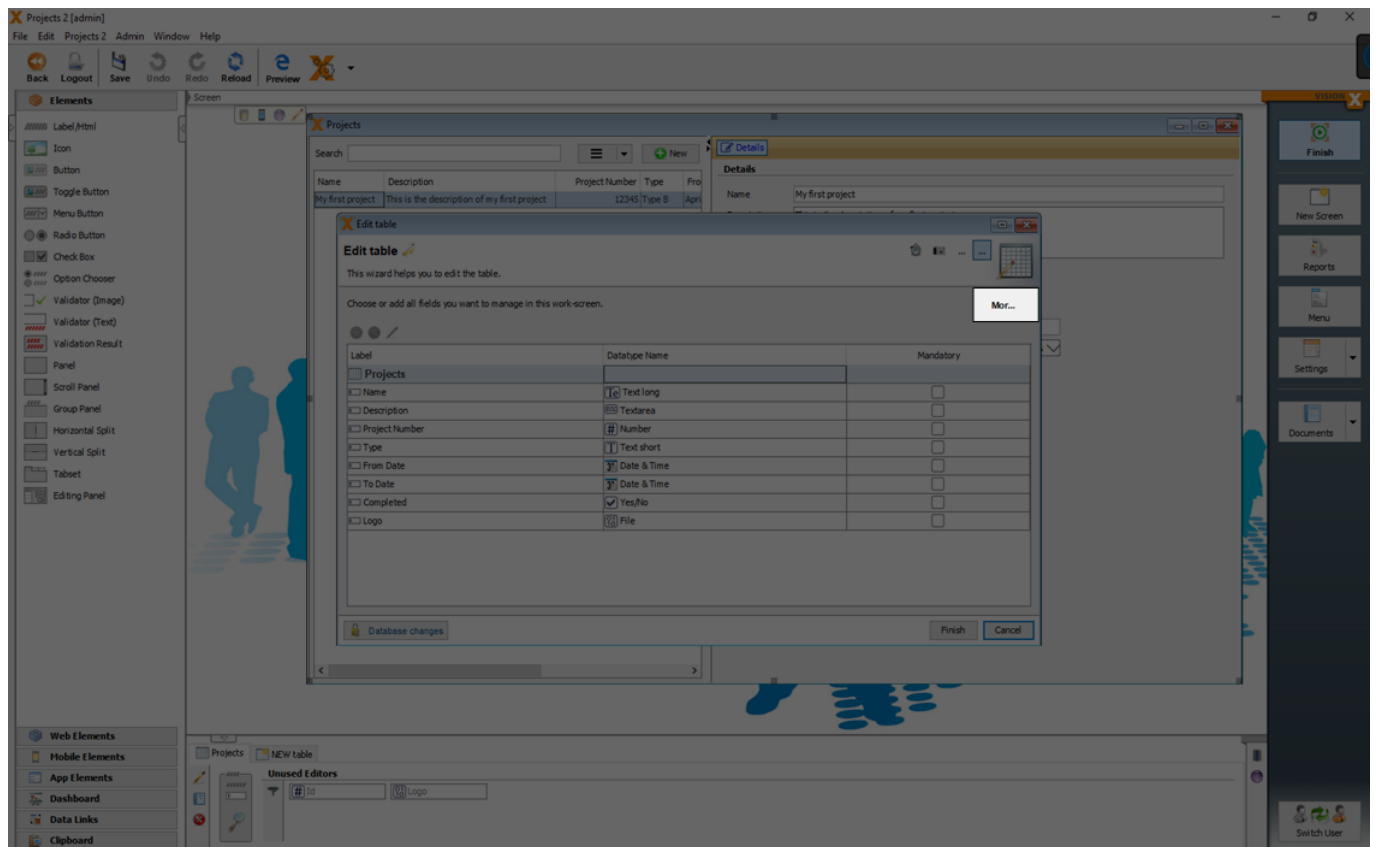 Projects 2 [admin]
File Edit Projects 2 Admin Window Help
Back Logout Save Undo Redo Reload Preview
Elements
Label/Html
Icon
Button
Toggle Button
Menu Button
Radio Button
Check Box
Option Chooser
Validator (Image)
Validator (Text)
Validation Result
Panel
Scroll Panel
Group Panel
Horizontal Split
Vertical Split
Tabset
Editing Panel
Web Elements
Mobile Elements
App Elements
Dashboard
Data Links
Clipboard
Screen
Projects
Search
New
Name Description Project Number Type Fro
My first project This is the description of my first project 12345 Type B Apri
Details
Details
Name My first project
Edit table
Edit table
... ...
This wizard helps you to edit the table.
Choose or add all fields you want to manage in this work-screen.
Mor...
Label Datatype Name Mandatory
Projects
Name Text long
Description Textarea
Project Number # Number
Type Text short
From Date Date & Time
To Date Date & Time
Completed Yes/No
Logo File
Database changes Finish Cancel
Projects NEW table
Unused Editors
# Id Logo
VISION X
Finish
New Screen
Reports
Menu
Settings
Documents
Switch User